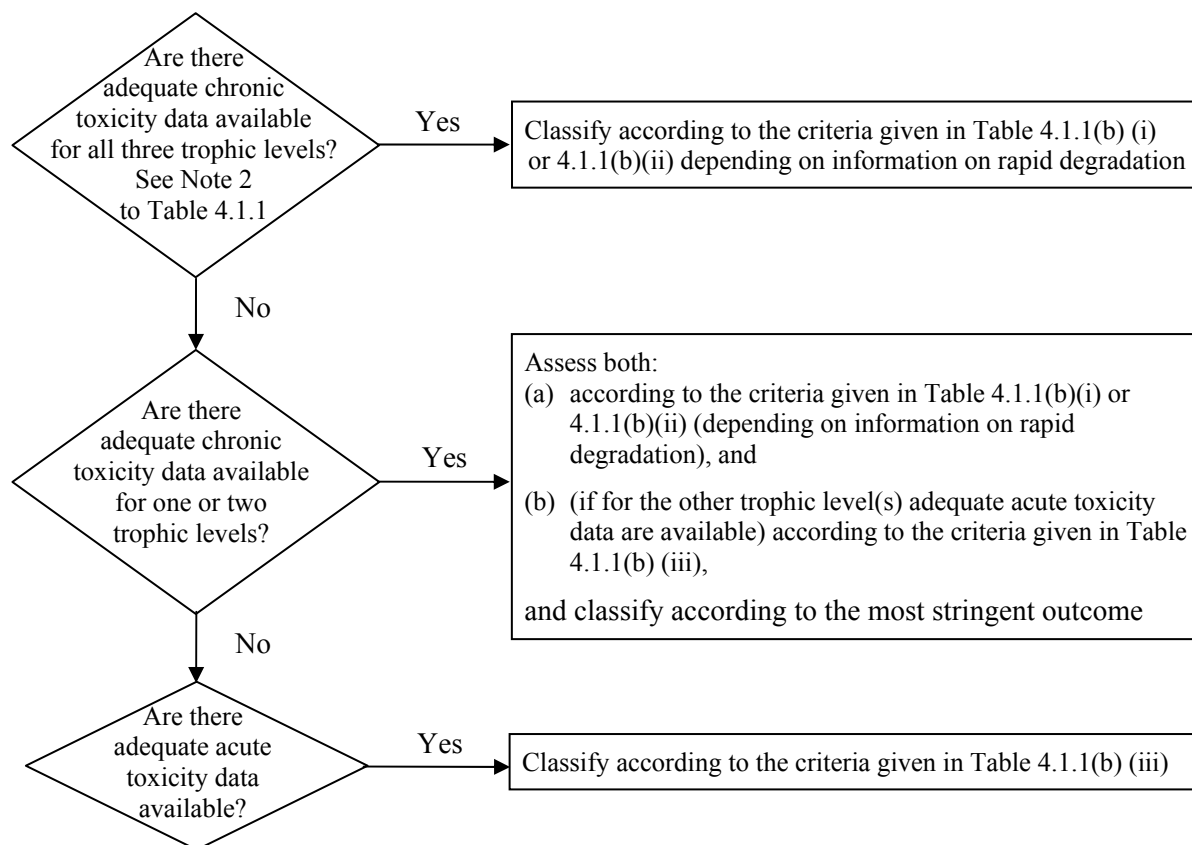 Are there
adequate chronic
toxicity data available
for all three trophic levels?
See Note 2
to Table 4.1.1
Yes
Classify according to the criteria given in Table 4.1.1(b) (i)
or 4.1.1(b)(ii) depending on information on rapid degradation
No
Are there
adequate chronic
toxicity data available
for one or two
trophic levels?
Yes
Assess both:
(a) according to the criteria given in Table 4.1.1(b)(i) or
4.1.1(b)(ii) (depending on information on rapid
degradation), and
(b) (if for the other trophic level(s) adequate acute toxicity
data are available) according to the criteria given in Table
4.1.1(b) (iii),
and classify according to the most stringent outcome
No
Are there
adequate acute
toxicity data
available?
Yes
Classify according to the criteria given in Table 4.1.1(b) (iii)